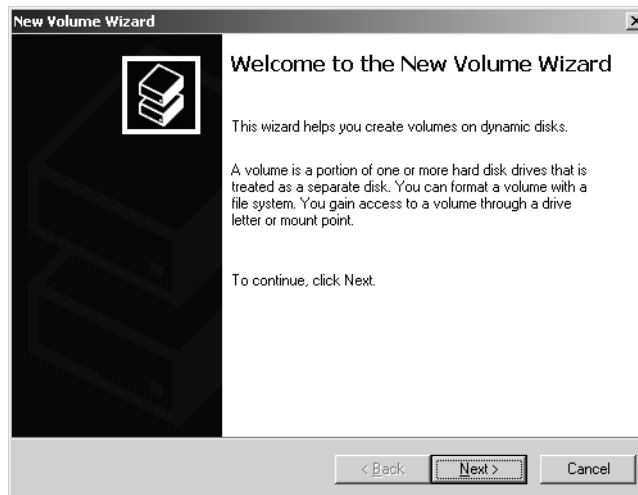 New Volume Wizard
Welcome to the New Volume Wizard
This wizard helps you create volumes on dynamic disks.
A volume is a portion of one or more hard disk drives that is
treated as a separate disk. You can format a volume with a
file system. You gain access to a volume through a drive
letter or mount point.
To continue, click Next.
< Back Next > Cancel